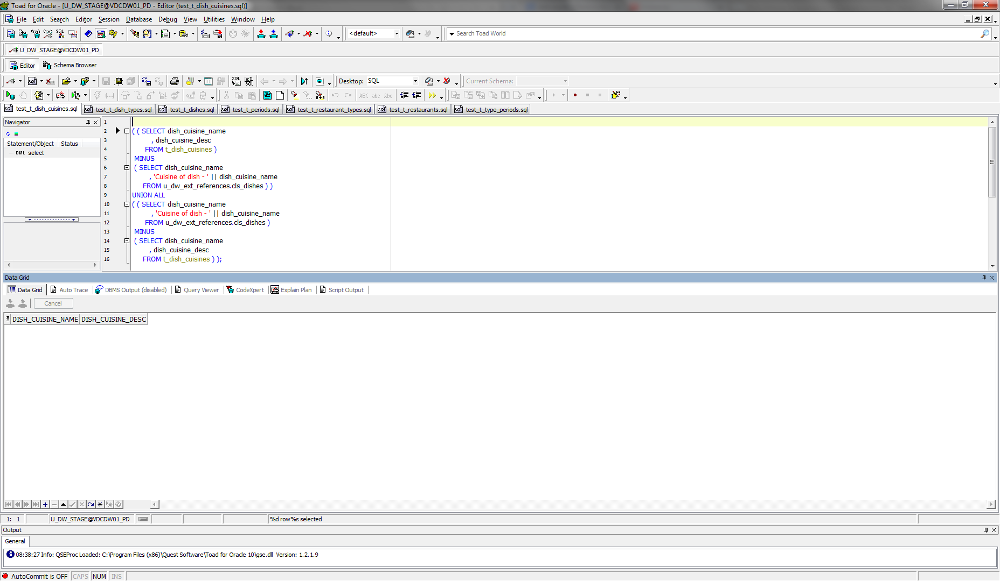 Toad for Oracle - [U_DW_STAGE@VDCDW01_PD - Editor (test_t_dish_cuisines.sql)]
File Edit Search Editor Session Database Debug View Utilities Window Help
<default> Search Toad World
U_DW_STAGE@VDCDW01_PD
Editor Schema Browser
Desktop: SQL Current Schema:
test_t_dish_cuisines.sql test_t_dish_types.sql test_t_dishes.sql test_t_periods.sql test_t_restaurant_types.sql test_t_restaurants.sql test_t_type_periods.sql
Navigator
Statement/Object Status
DML select
1
2 ( ( SELECT dish_cuisine_name
3 , dish_cuisine_desc
4 FROM t_dish_cuisines )
5 MINUS
6 ( SELECT dish_cuisine_name
7 , 'Cuisine of dish - ' || dish_cuisine_name
8 FROM u_dw_ext_references.cls_dishes ) )
9 UNION ALL
10 ( ( SELECT dish_cuisine_name
11 , 'Cuisine of dish - ' || dish_cuisine_name
12 FROM u_dw_ext_references.cls_dishes )
13 MINUS
14 ( SELECT dish_cuisine_name
15 , dish_cuisine_desc
16 FROM t_dish_cuisines ) );
Data Grid
Data Grid Auto Trace DBMS Output (disabled) Query Viewer CodeXpert Explain Plan Script Output
Cancel
DISH_CUISINE_NAME DISH_CUISINE_DESC
1: 1 U_DW_STAGE@VDCDW01_PD %d row%s selected
Output
General
08:38:27 Info: QSEProc Loaded: C:\Program Files (x86)\Quest Software\Toad for Oracle 10\qse.dll Version: 1.2.1.9
AutoCommit is OFF CAPS NUM INS